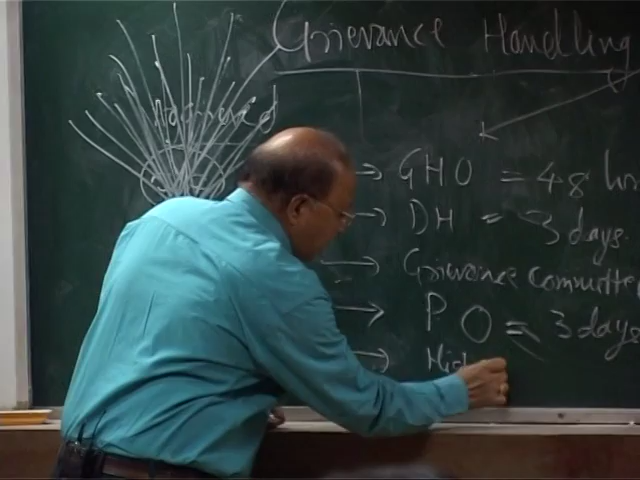 Grievance Handling
GHO = 48 hrs
DH = 3 days.
Grievance committee
PO = 3 days